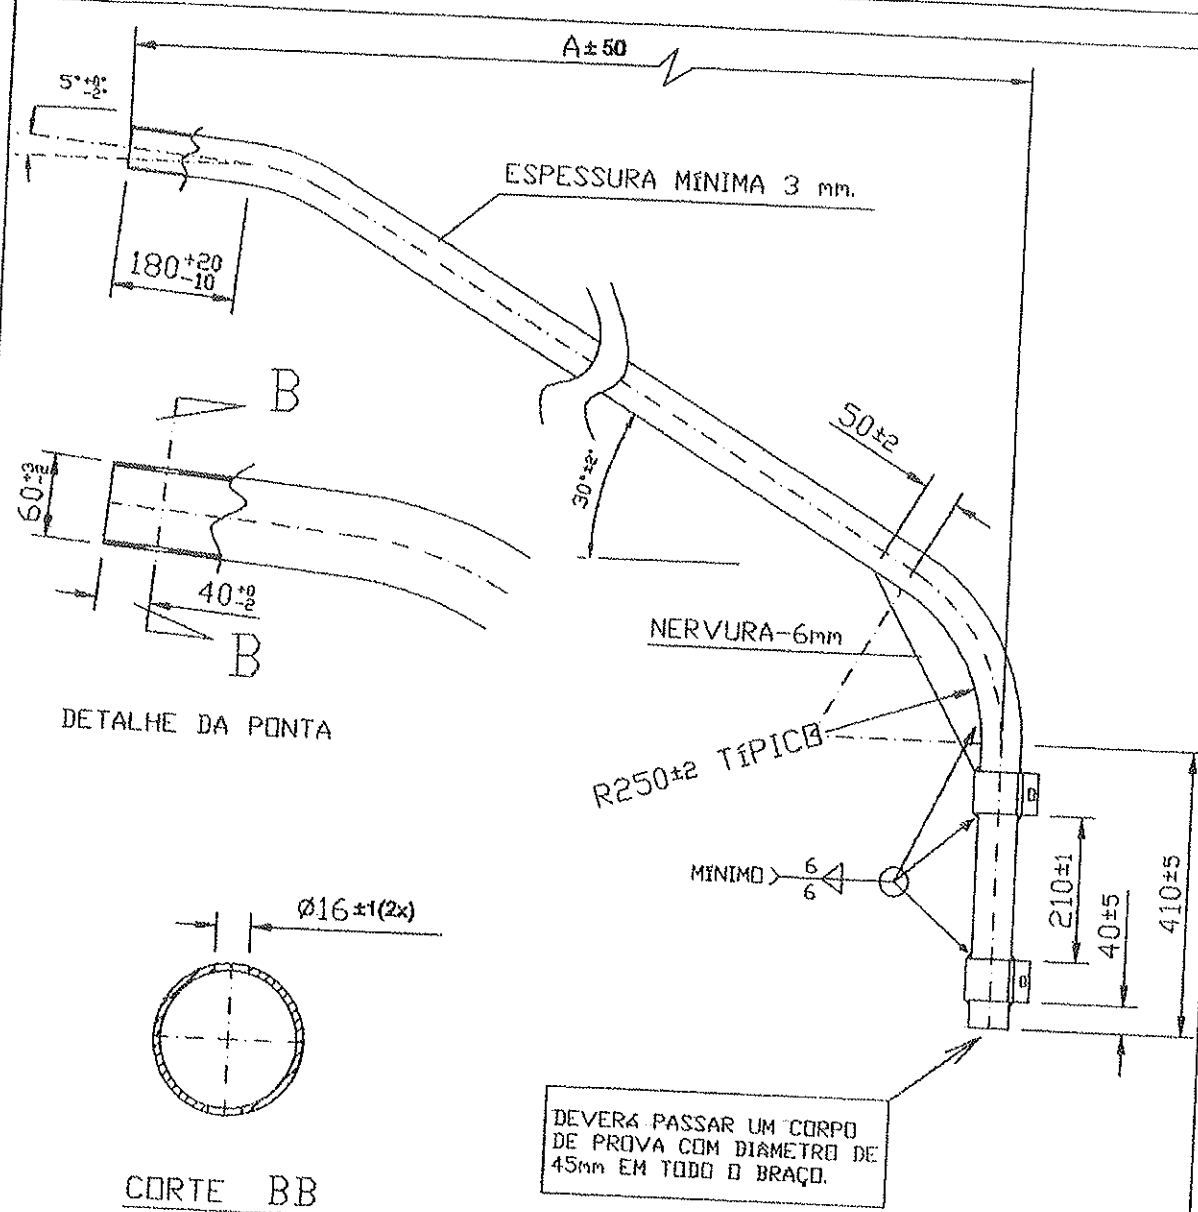 A±50
5°+0°-2°
ESPESSURA MÍNIMA 3 mm.
180+20-10
B
50±2
60+3-2
30°±2°
40+0-2
B
NERVURA-6mm
DETALHE DA PONTA
R250±2 TÍPICO
MÍNIMO
6
6
210±1
40±5
410±5
Ø16±1(2x)
DEVERÁ PASSAR UM CORPO
DE PROVA COM DIÂMETRO DE
45mm EM TODO O BRAÇO.
CORTE BB